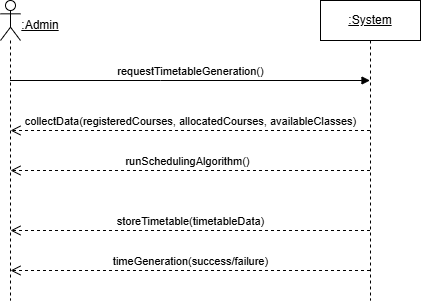 :Admin
:System
requestTimetableGeneration()
collectData(registeredCourses, allocatedCourses, availableClasses)
runSchedulingAlgorithm()
storeTimetable(timetableData)
timeGeneration(success/failure)